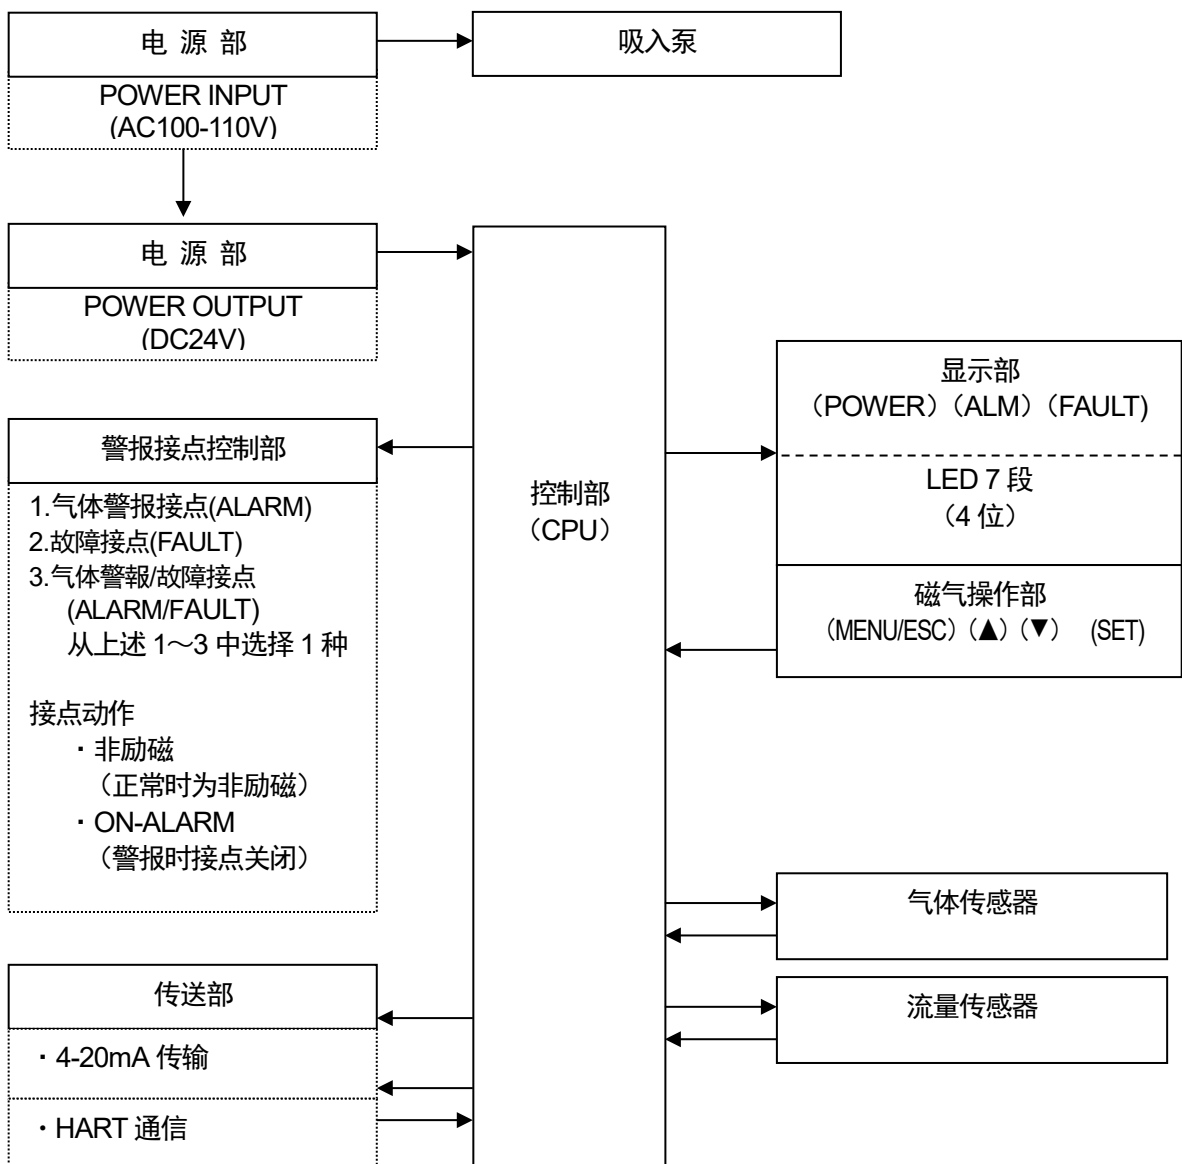 电 源 部
吸入泵
POWER INPUT
(AC100-110V)
电 源 部
POWER OUTPUT
(DC24V)
显示部
（POWER）（ALM）（FAULT）
LED 7 段
（4 位）
磁气操作部
（MENU/ESC）（▲）（▼） (SET)
警报接点控制部
1.气体警报接点(ALARM)
2.故障接点(FAULT)
3.气体警報/故障接点
(ALARM/FAULT)
从上述 1～3 中选择 1 种
接点动作
・非励磁
（正常时为非励磁）
・ON-ALARM
（警报时接点关闭）
控制部
（CPU）
气体传感器
流量传感器
传送部
・4-20mA 传输
・HART 通信